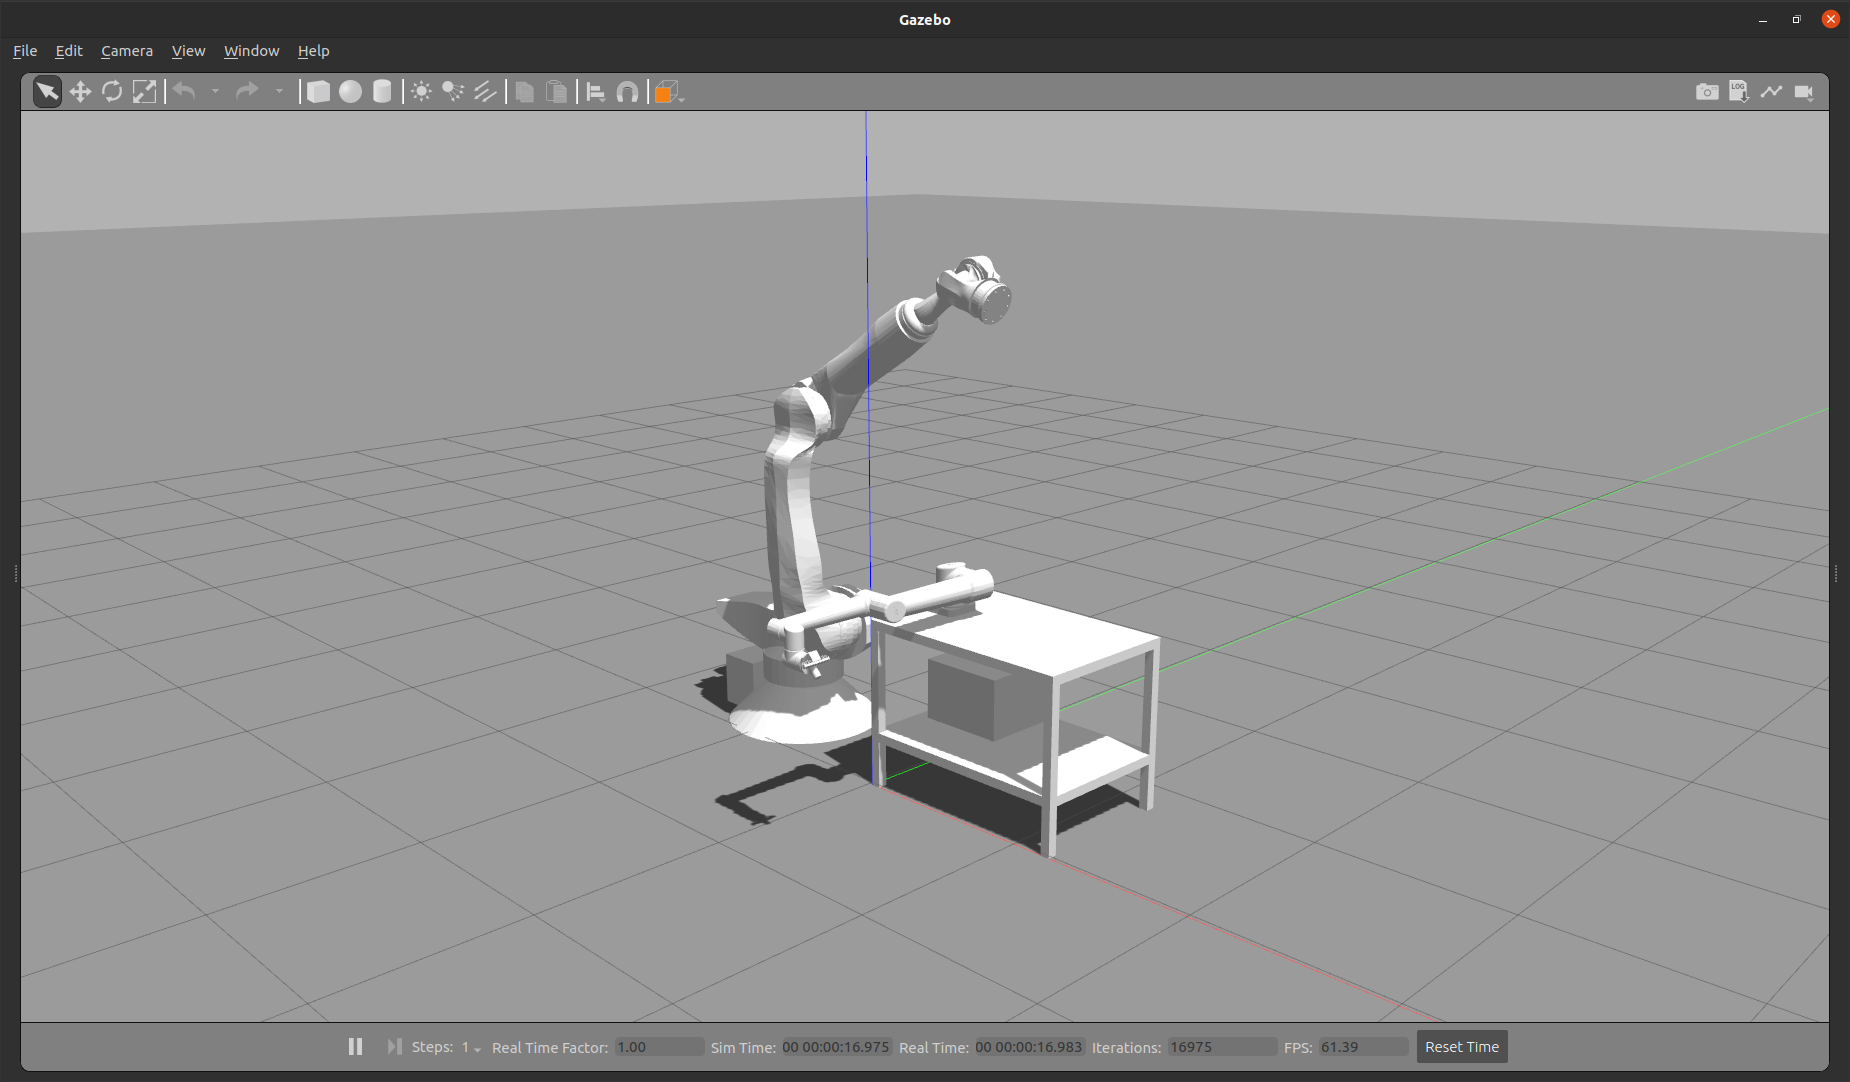 Gazebo
File Edit Camera View Window Help
LOG
Steps: 1 Real Time Factor: 1.00 Sim Time: 00 00:00:16.975 Real Time: 00 00:00:16.983 Iterations: 16975 FPS: 61.39 Reset Time